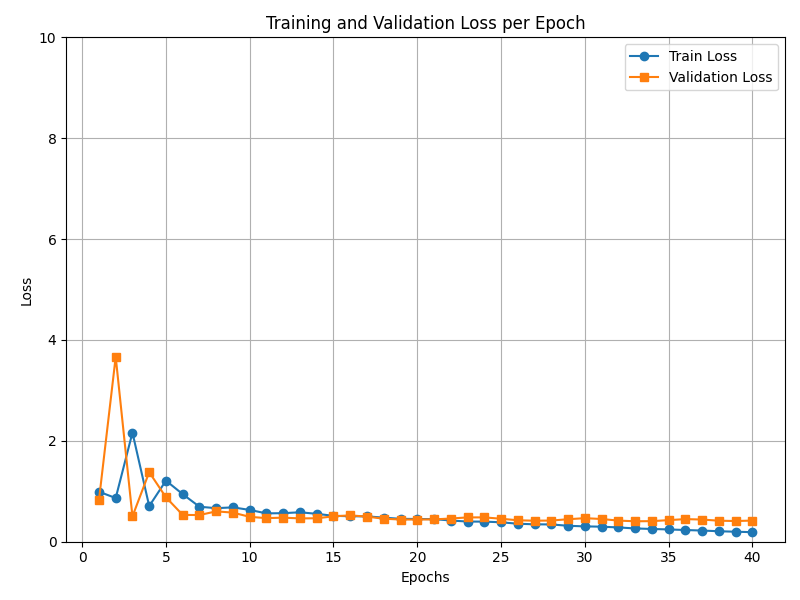 Training and Validation Loss per Epoch
10
8
6
4
2
0
Loss
Train Loss
Validation Loss
0 5 10 15 20 25 30 35 40
Epochs